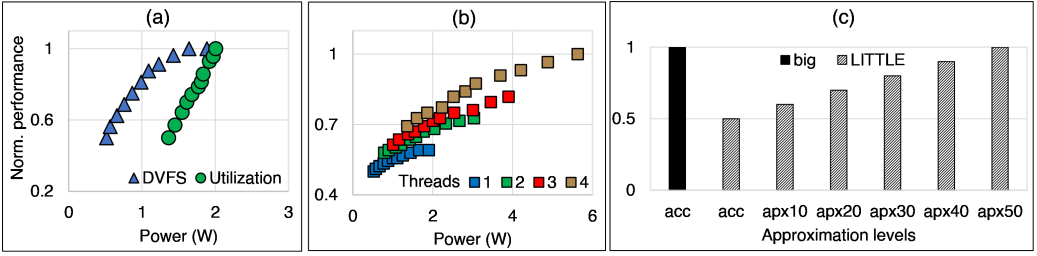 (a)
Norm. performance
1
0.6
0.2
DVFS Utilization
0 1 2 3
Power (W)
(b)
1
0.7
0.4
Threads 1 2 3 4
0 2 4 6
Power (W)
(c)
1
0.5
0
big LITTLE
acc acc apx10 apx20 apx30 apx40 apx50
Approximation levels